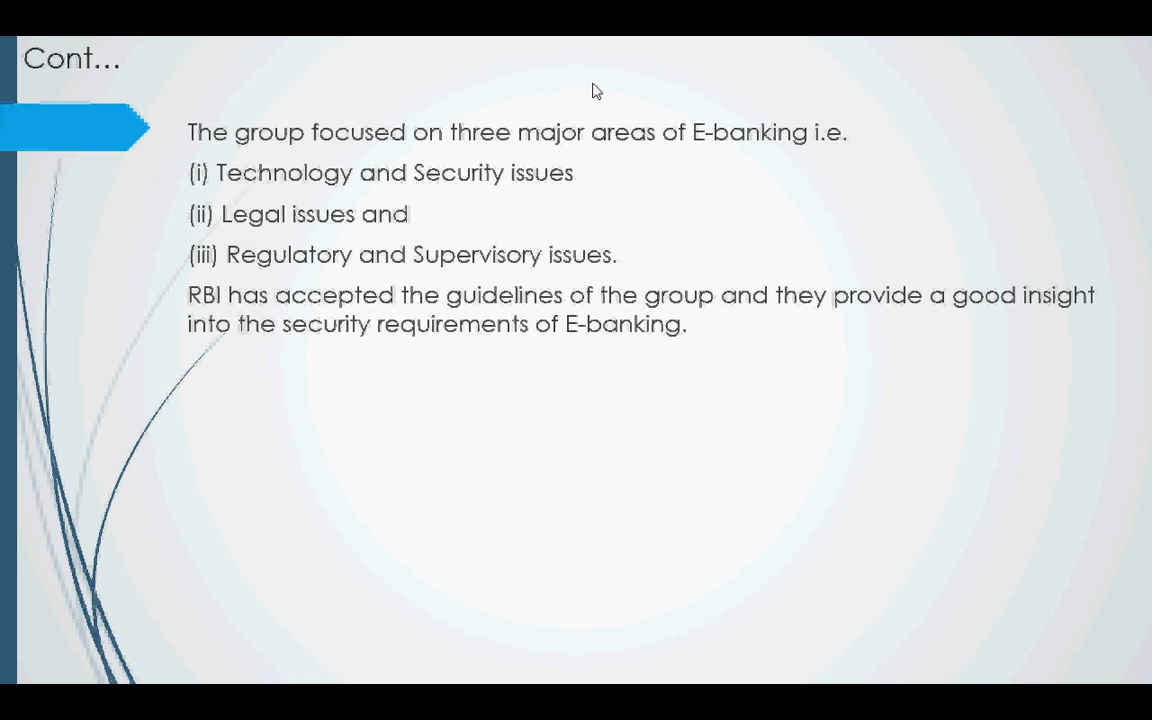 Cont...
The group focused on three major areas of E-banking i.e.
(i) Technology and Security issues
(ii) Legal issues and
(iii) Regulatory and Supervisory issues.
RBI has accepted the guidelines of the group and they provide a good insight
into the security requirements of E-banking.